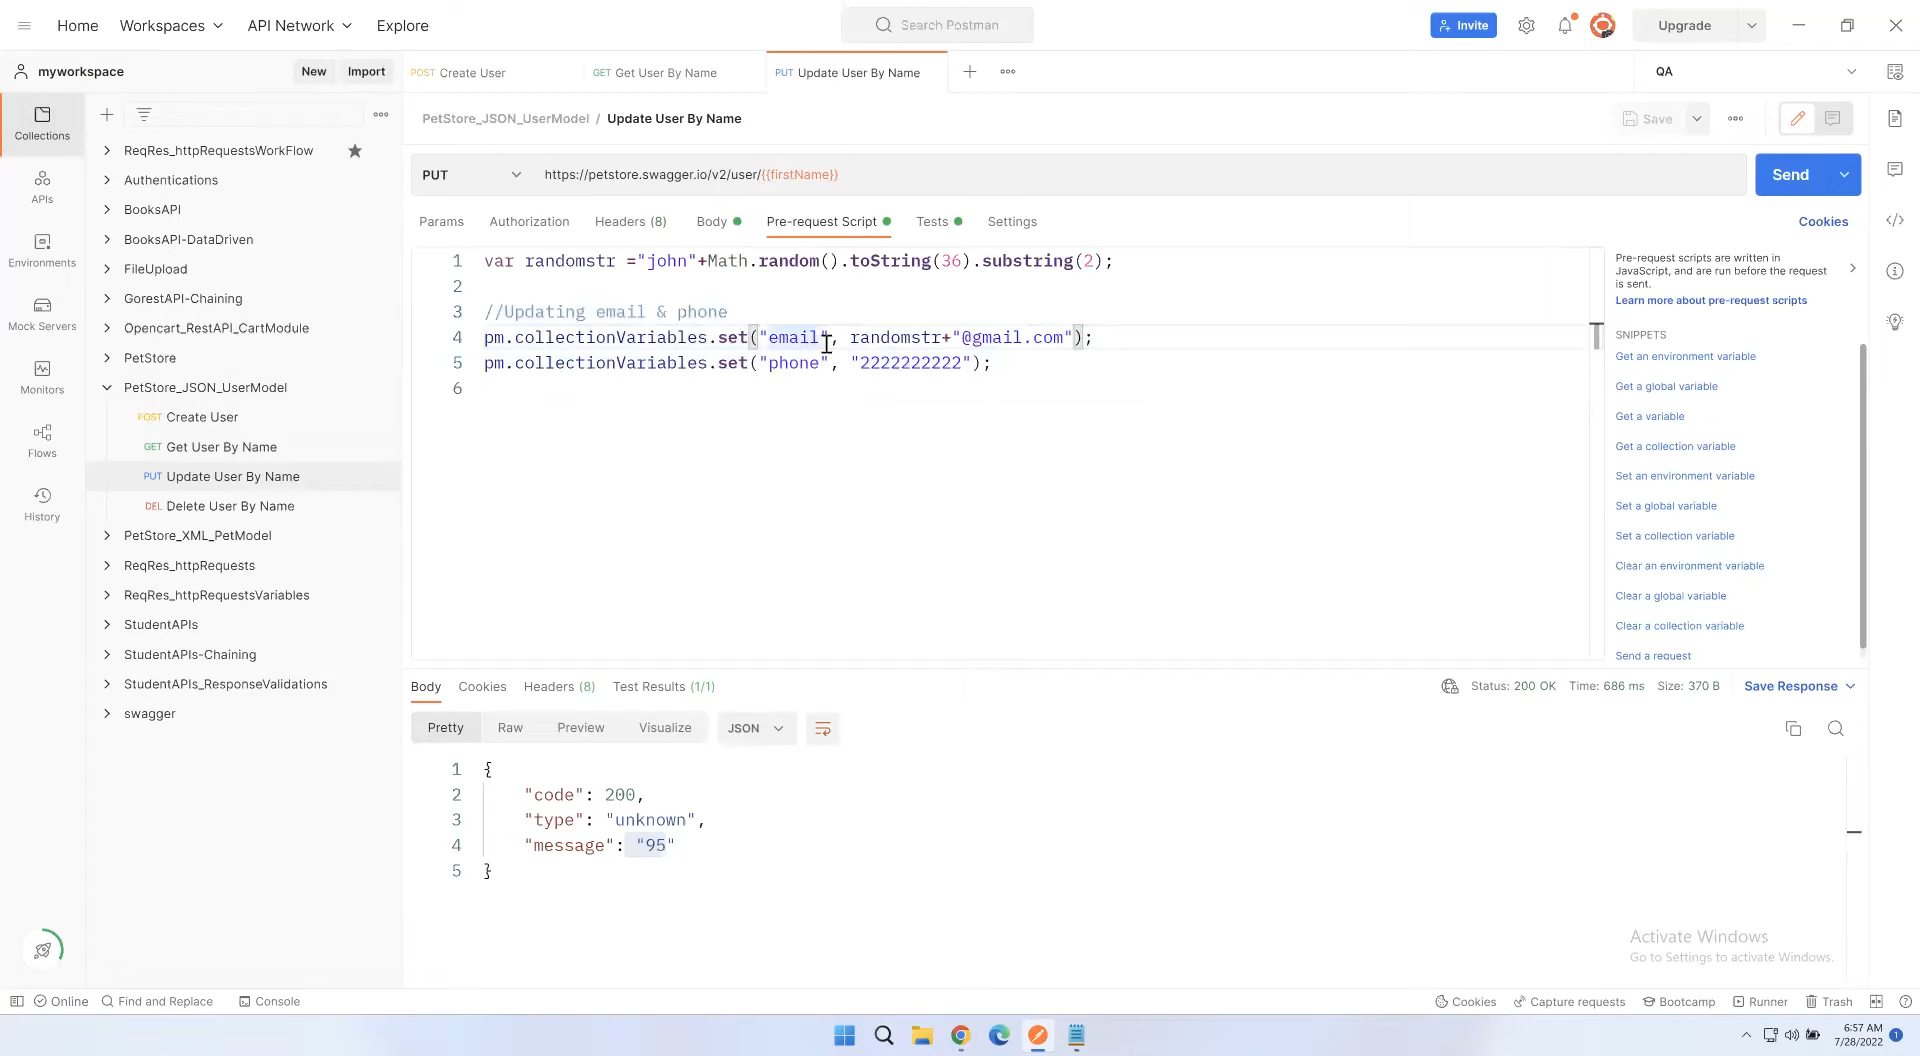 Home Workspaces API Network Explore Search Postman Invite Upgrade
myworkspace New Import POST Create User GET Get User By Name PUT Update User By Name QA
PetStore_JSON_UserModel / Update User By Name Save
PUT https://petstore.swagger.io/v2/user/{{firstName}} Send
Params Authorization Headers (8) Body Pre-request Script Tests Settings Cookies
Collections
APIs
Environments
Mock Servers
Monitors
Flows
History
ReqRes_httpRequestsWorkFlow
Authentications
BooksAPI
BooksAPI-DataDriven
FileUpload
GorestAPI-Chaining
Opencart_RestAPI_CartModule
PetStore
PetStore_JSON_UserModel
POST Create User
GET Get User By Name
PUT Update User By Name
DEL Delete User By Name
PetStore_XML_PetModel
ReqRes_httpRequests
ReqRes_httpRequestsVariables
StudentAPIs
StudentAPIs-Chaining
StudentAPIs_ResponseValidations
swagger
1 var randomstr ="john"+Math.random().toString(36).substring(2);
2
3 //Updating email & phone
4 pm.collectionVariables.set("email", randomstr+"@gmail.com");
5 pm.collectionVariables.set("phone", "2222222222");
6
Pre-request scripts are written in
JavaScript, and are run before the request
is sent.
Learn more about pre-request scripts
SNIPPETS
Get an environment variable
Get a global variable
Get a variable
Get a collection variable
Set an environment variable
Set a global variable
Set a collection variable
Clear an environment variable
Clear a global variable
Clear a collection variable
Send a request
Body Cookies Headers (8) Test Results (1/1) Status: 200 OK Time: 686 ms Size: 370 B Save Response
Pretty Raw Preview Visualize JSON
1 {
2 "code": 200,
3 "type": "unknown",
4 "message": "95"
5 }
Activate Windows
Go to Settings to activate Windows.
Online Find and Replace Console Cookies Capture requests Bootcamp Runner Trash
6:57 AM
7/28/2022 1